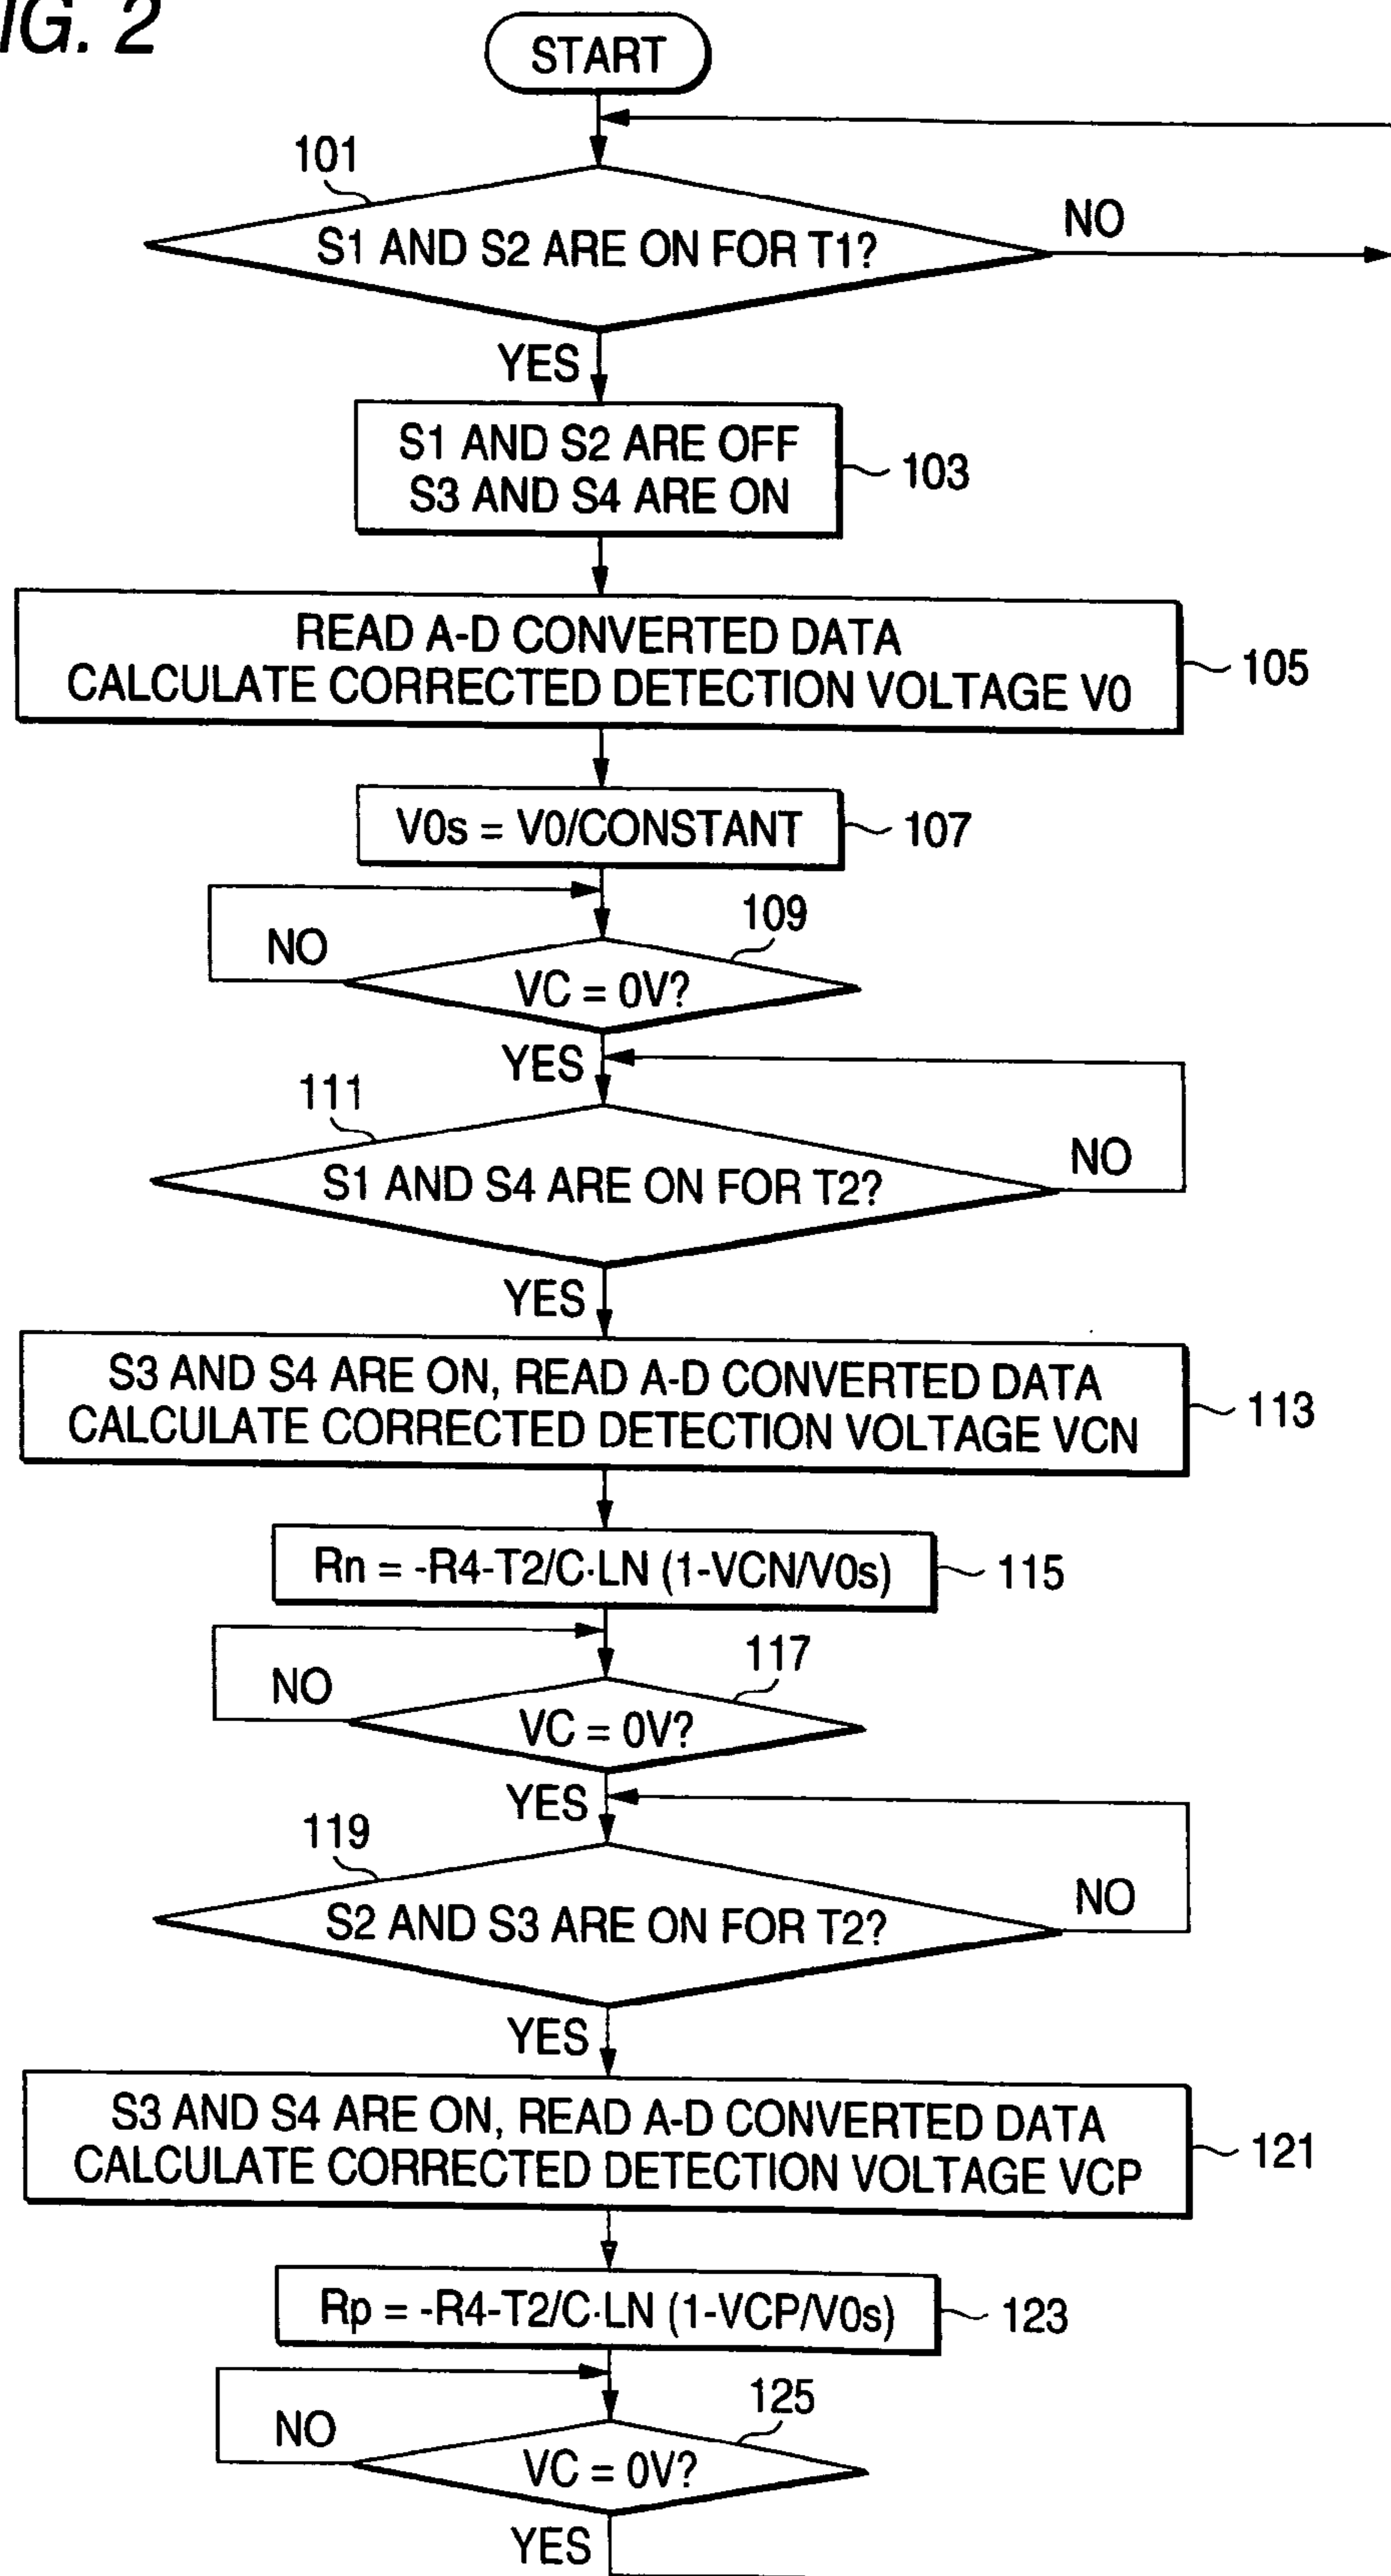 IG. 2
START
101
S1 AND S2 ARE ON FOR T1?
NO
YES
S1 AND S2 ARE OFF
S3 AND S4 ARE ON
103
READ A-D CONVERTED DATA
CALCULATE CORRECTED DETECTION VOLTAGE V0
105
V0s = V0/CONSTANT
107
109
NO
VC = 0V?
YES
111
S1 AND S4 ARE ON FOR T2?
NO
YES
S3 AND S4 ARE ON, READ A-D CONVERTED DATA
CALCULATE CORRECTED DETECTION VOLTAGE VCN
113
Rn = -R4-T2/C·LN (1-VCN/V0s)
115
117
NO
VC = 0V?
YES
119
S2 AND S3 ARE ON FOR T2?
NO
YES
S3 AND S4 ARE ON, READ A-D CONVERTED DATA
CALCULATE CORRECTED DETECTION VOLTAGE VCP
121
Rp = -R4-T2/C·LN (1-VCP/V0s)
123
125
NO
VC = 0V?
YES